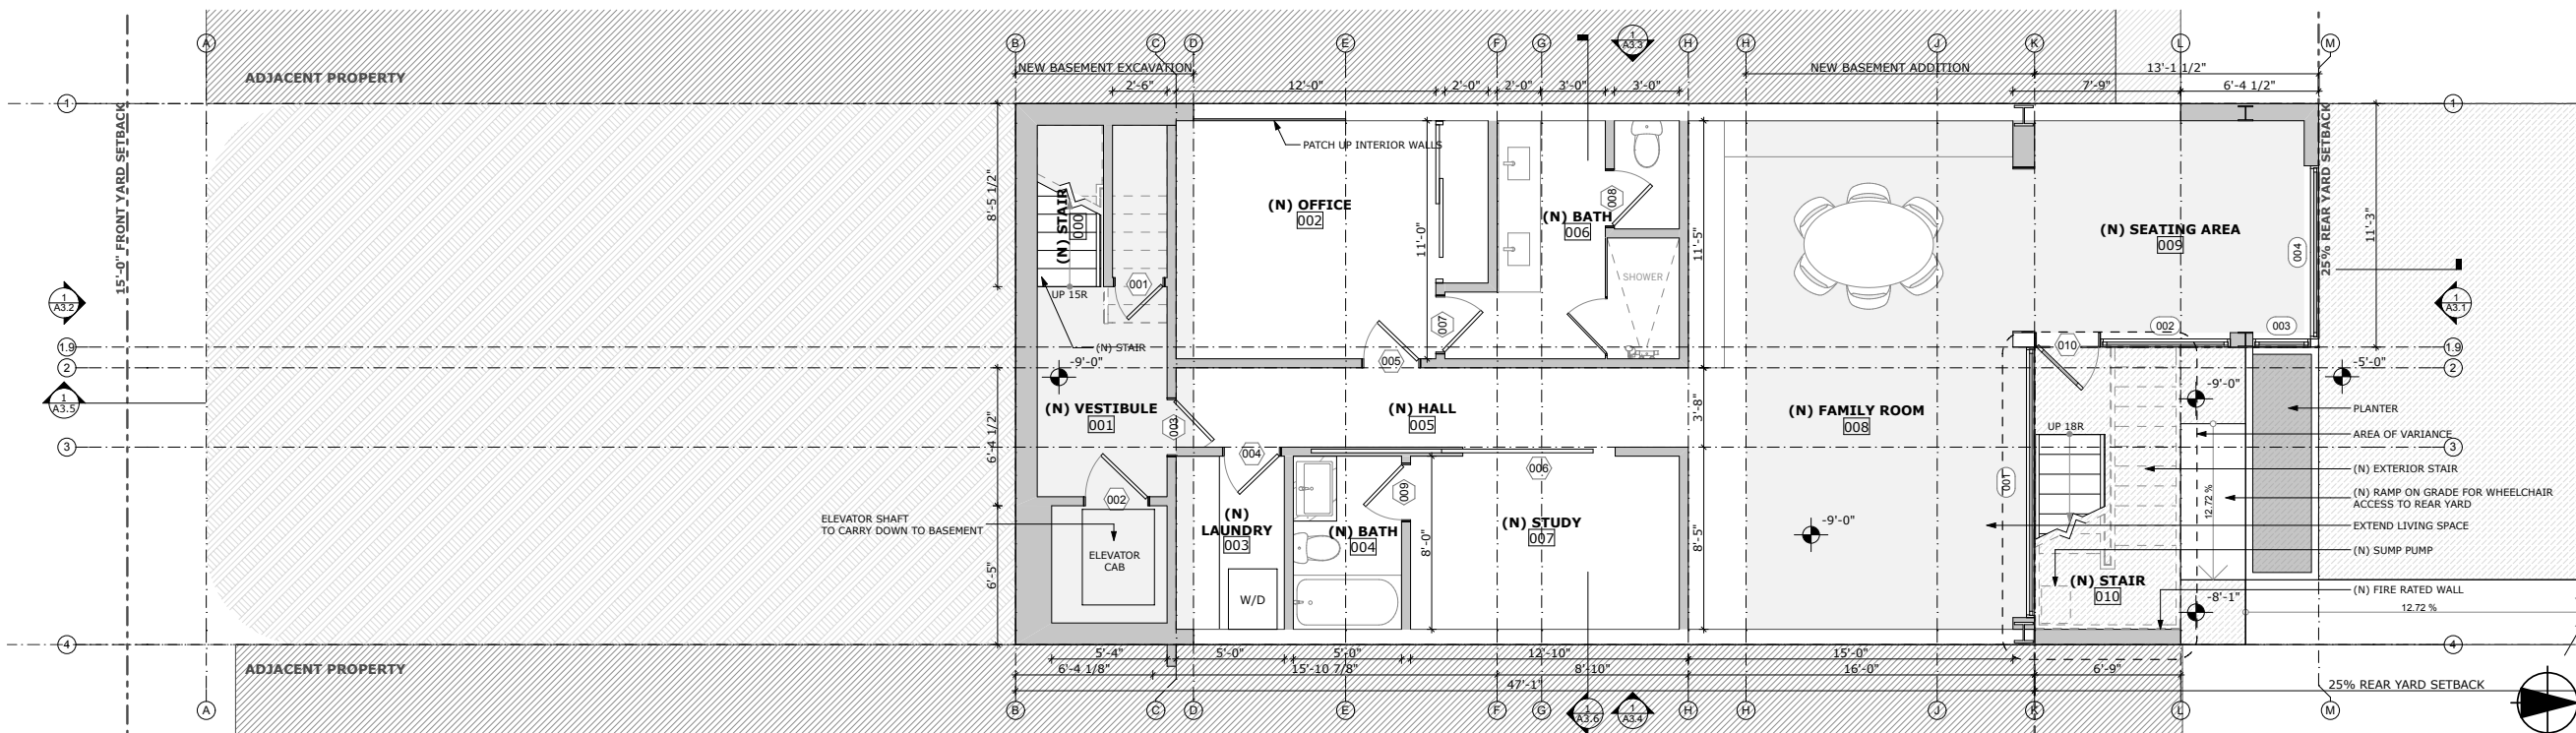 A
B
C
D
E
F
G
H
H
J
K
L
M
1
A3.3
ADJACENT PROPERTY
NEW BASEMENT EXCAVATION
NEW BASEMENT ADDITION
13'-1 1/2"
2'-6"
12'-0"
2'-0"
2'-0"
3'-0"
3'-0"
7'-9"
6'-4 1/2"
1
1
15'-0" FRONT YARD SETBACK
25% REAR YARD SETBACK
PATCH UP INTERIOR WALLS
8'-5 1/2"
(N) STAIR
000
(N) OFFICE
002
11'-0"
(N) BATH
006
008
11'-5"
(N) SEATING AREA
009
004
11'-3"
SHOWER
001
UP 15R
007
1
A3.2
1
A3.1
002
003
1.9
(N) STAIR
005
010
1.9
2
-9'-0"
-5'-0"
2
-9'-0"
1
A3.5
(N) VESTIBULE
001
003
(N) HALL
005
3'-8"
(N) FAMILY ROOM
008
PLANTER
UP 18R
AREA OF VARIANCE
3
6'-4 1/2"
004
006
3
(N) EXTERIOR STAIR
001
009
002
(N) RAMP ON GRADE FOR WHEELCHAIR
ACCESS TO REAR YARD
12.72 %
ELEVATOR SHAFT
TO CARRY DOWN TO BASEMENT
(N)
LAUNDRY
003
(N) BATH
004
(N) STUDY
007
8'-0"
8'-5"
-9'-0"
EXTEND LIVING SPACE
(N) SUMP PUMP
ELEVATOR
CAB
6'-5"
W/D
(N) STAIR
010
-8'-1"
(N) FIRE RATED WALL
12.72 %
4
4
5'-4"
5'-0"
5'-0"
12'-10"
15'-0"
ADJACENT PROPERTY
6'-4 1/8"
15'-10 7/8"
8'-10"
16'-0"
6'-9"
47'-1"
25% REAR YARD SETBACK
A
B
C
D
E
F
G
1
A3.6
1
A3.4
H
H
J
K
L
M